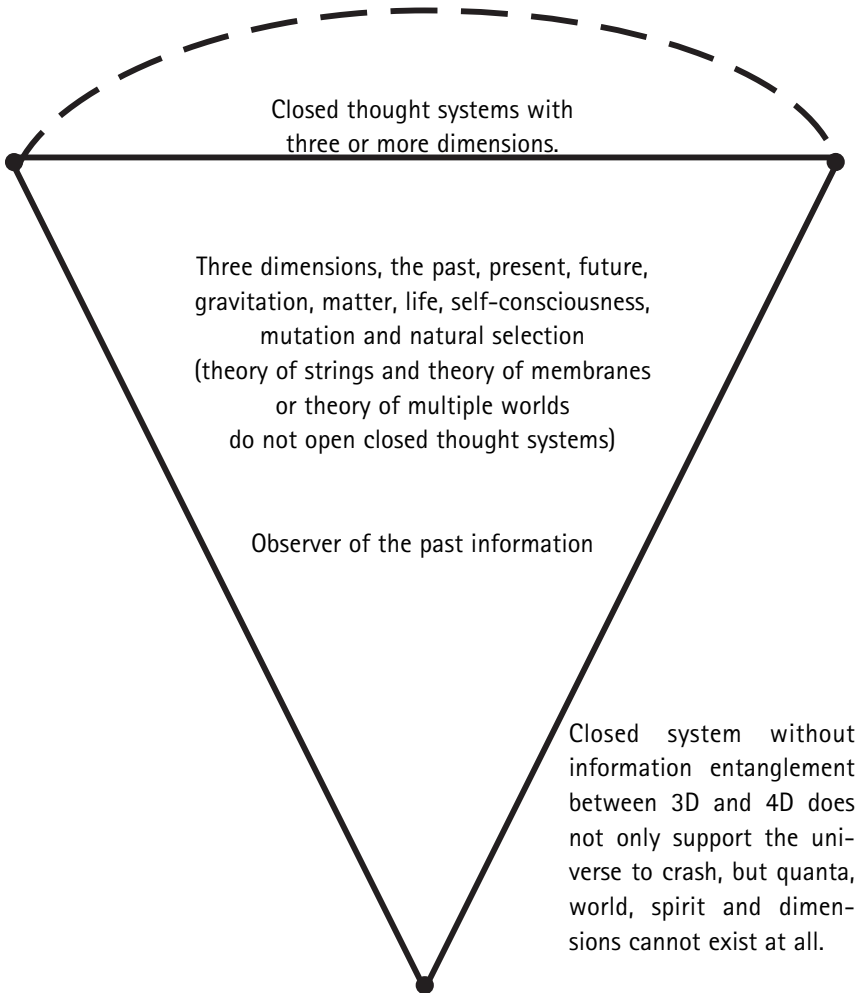 Closed thought systems with
three or more dimensions.
Three dimensions, the past, present, future,
gravitation, matter, life, self-consciousness,
mutation and natural selection
(theory of strings and theory of membranes
or theory of multiple worlds
do not open closed thought systems)
Observer of the past information
Closed system without
information entanglement
between 3D and 4D does
not only support the uni-
verse to crash, but quanta,
world, spirit and dimen-
sions cannot exist at all.